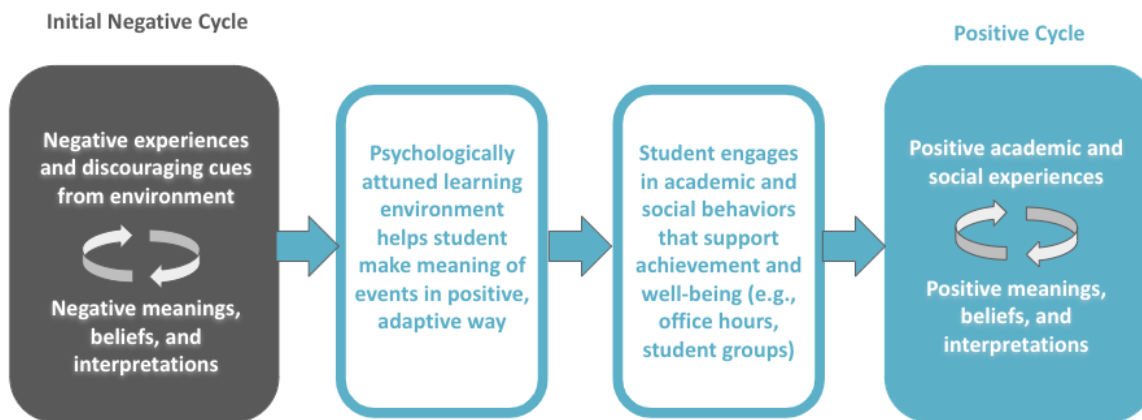 Initial Negative Cycle
Positive Cycle
Negative experiences
and discouraging cues
from environment
Negative meanings,
beliefs, and
interpretations
Psychologically
attuned learning
environment
helps student
make meaning of
events in positive,
adaptive way
Student engages
in academic and
social behaviors
that support
achievement and
well-being (e.g.,
office hours,
student groups)
Positive academic and
social experiences
Positive meanings,
beliefs, and
interpretations